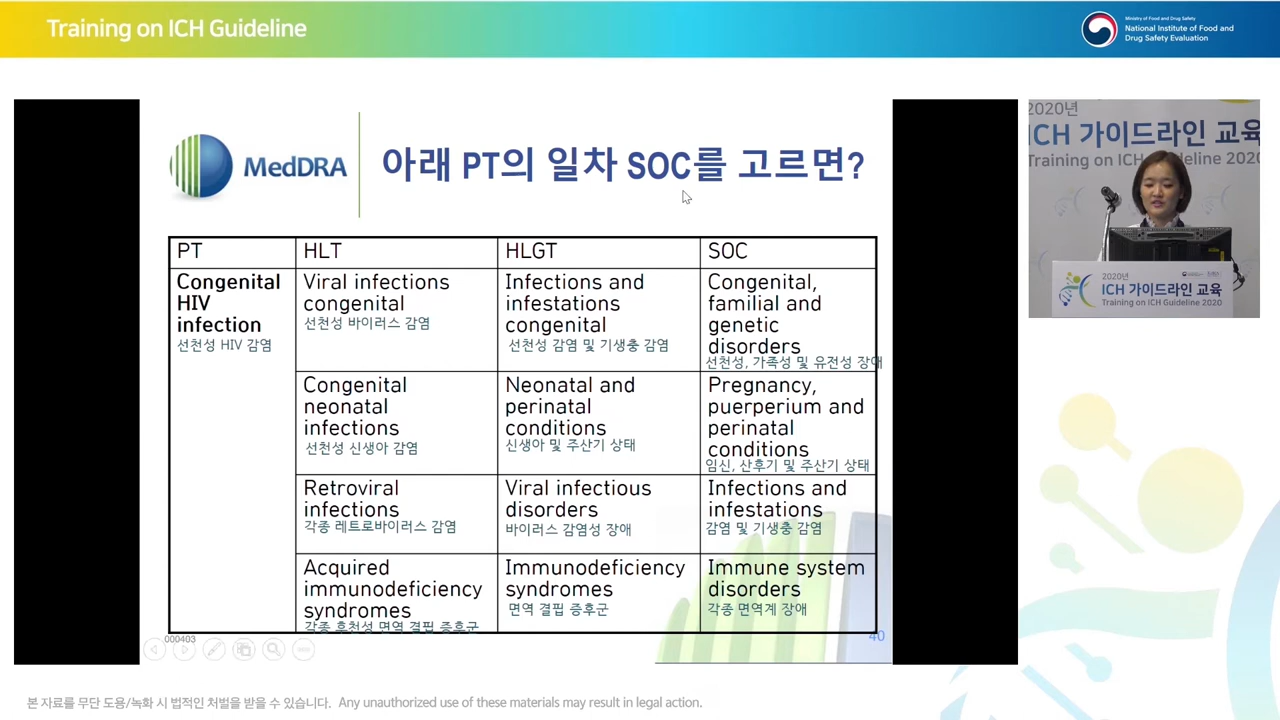 Training on ICH Guideline
Ministry of Food and Drug Safety
National Institute of Food and
Drug Safety Evaluation
MedDRA
아래 PT의 일차 SOC를 고르면?
PT
HLT
HLGT
SOC
Congenital
HIV
infection
선천성 HIV 감염
Viral infections
congenital
선천성 바이러스 감염
Infections and
infestations
congenital
선천성 감염 및 기생충 감염
Congenital,
familial and
genetic
disorders
선천성, 가족성 및 유전성 장애
Congenital
neonatal
infections
선천성 신생아 감염
Neonatal and
perinatal
conditions
신생아 및 주산기 상태
Pregnancy,
puerperium and
perinatal
conditions
임신, 산후기 및 주산기 상태
Retroviral
infections
각종 레트로바이러스 감염
Viral infectious
disorders
바이러스 감염성 장애
Infections and
infestations
감염 및 기생충 감염
Acquired
immunodeficiency
syndromes
각종 후천성 면역 결핍 증후군
Immunodeficiency
syndromes
면역 결핍 증후군
Immune system
disorders
각종 면역계 장애
000403
40
2020년
ICH 가이드라인 교육
Training on ICH Guideline 2020
2020년
ICH 가이드라인 교육
Training on ICH Guideline 2020
본 자료를 무단 도용/녹화 시 법적인 처벌을 받을 수 있습니다. Any unauthorized use of these materials may result in legal action.